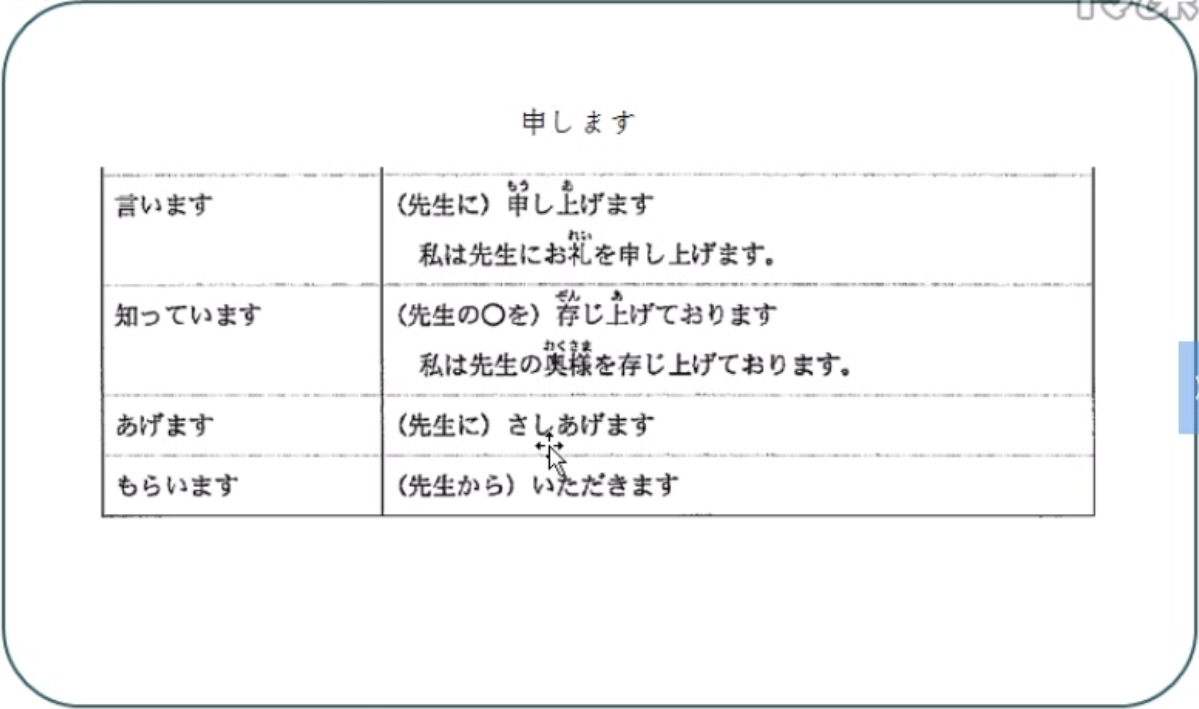 申します
言います
(先生に)申し上げます
私は先生にお礼を申し上げます。
知っています
(先生の〇を)存じ上げております
私は先生の奥様を存じ上げております。
あげます
(先生に)さしあげます
もらいます
(先生から)いただきます